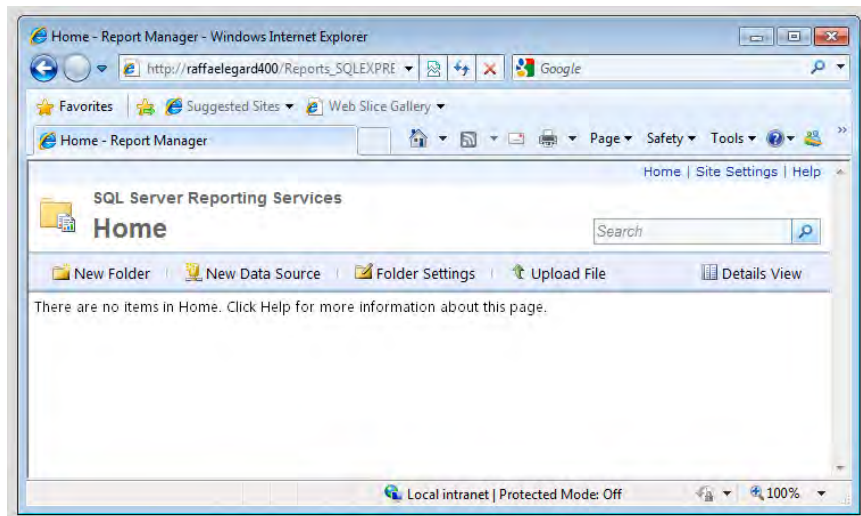 Home - Report Manager - Windows Internet Explorer
http://raffaelegard400/Reports_SQLEXPRE
Google
Favorites Suggested Sites Web Slice Gallery
Home - Report Manager Page Safety Tools »
Home | Site Settings | Help
SQL Server Reporting Services
Home
Search
New Folder New Data Source Folder Settings Upload File Details View
There are no items in Home. Click Help for more information about this page.
Local intranet | Protected Mode: Off 100%